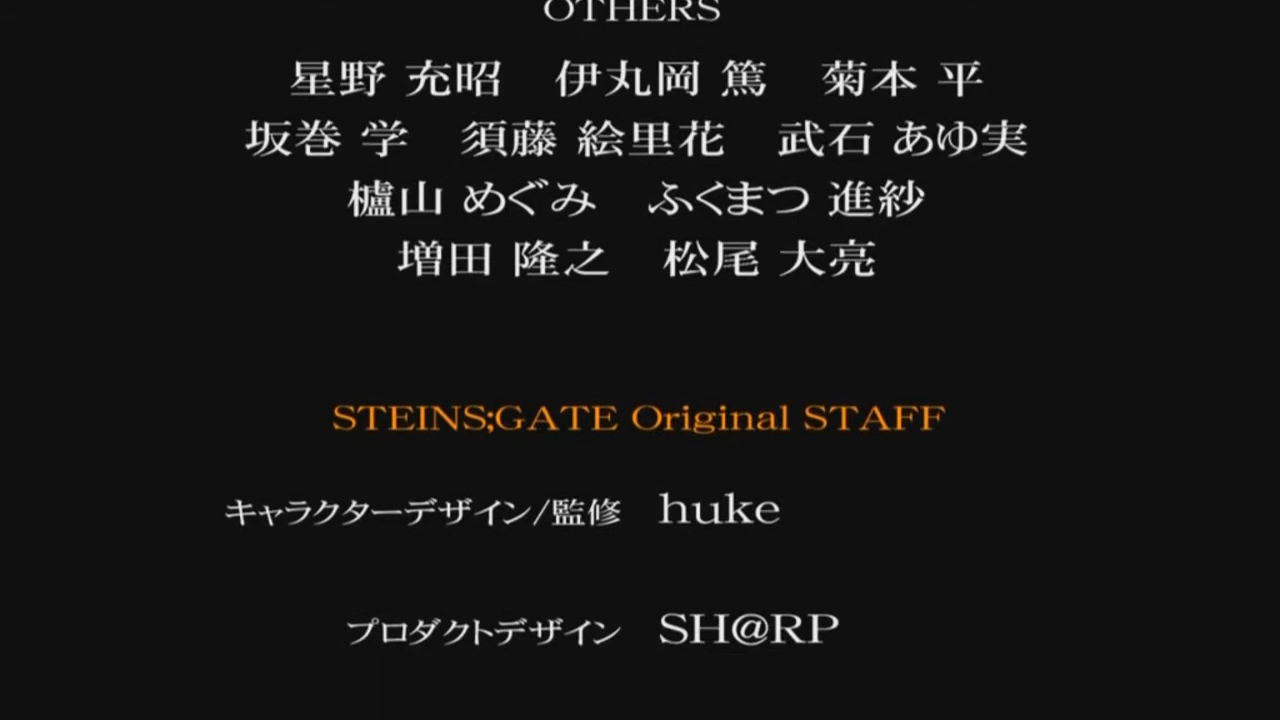 OTHERS
星野 充昭　伊丸岡 篤　菊本 平
坂巻 学　須藤 絵里花　武石 あゆ実
櫨山 めぐみ　ふくまつ 進紗
増田 隆之　松尾 大亮
STEINS;GATE Original STAFF
キャラクターデザイン/監修　huke
プロダクトデザイン　SH@RP